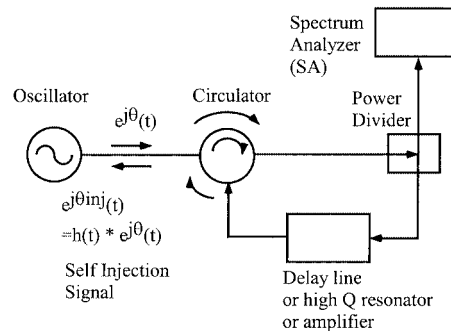 Spectrum
Analyzer
(SA)
Oscillator
Circulator
Power
Divider
e^jθ(t)
e^jθinj(t)
=h(t) * e^jθ(t)
Self Injection
Signal
Delay line
or high Q resonator
or amplifier